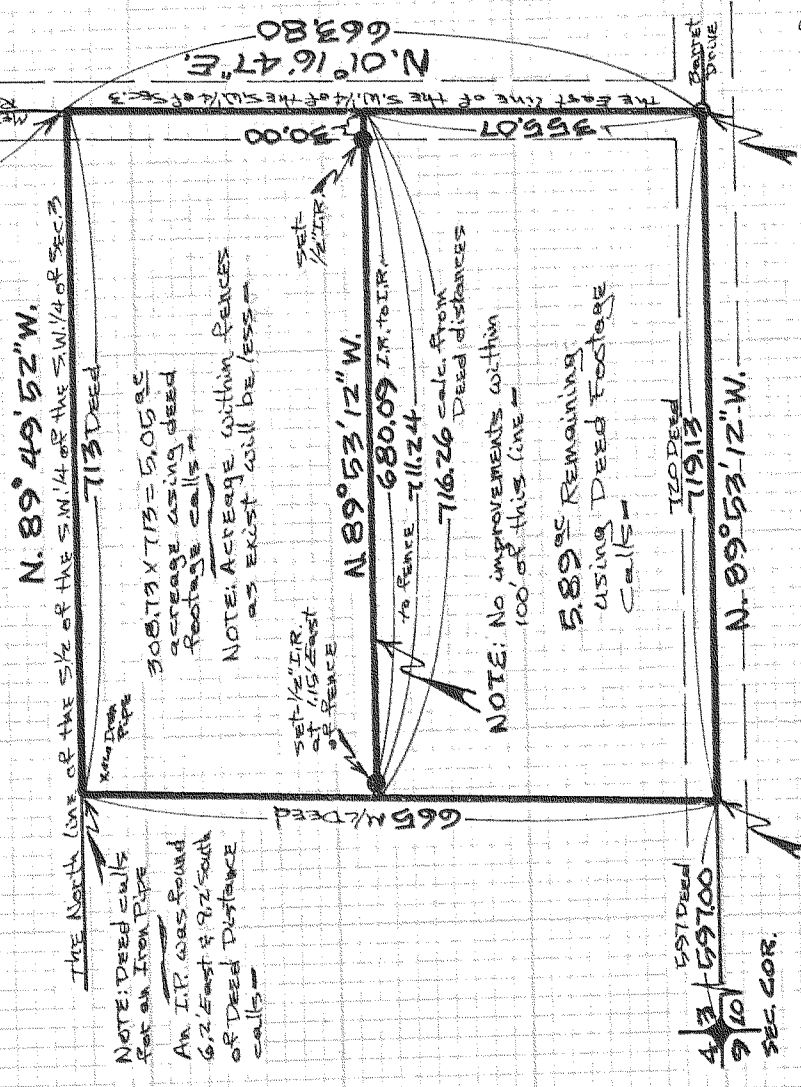 N. 89° 49' 52" W.
The North line of the S½ of the S.W.¼ of the S.W.¼ of Sec.3
713 Deed
308.73 X 713 = 5.05 ac
acreage using deed
footage calls-
NOTE: Acreage within fences
as exist will be less-
NOTE: Deed calls
for an Iron Pipe
An I.P. was found
6.2' East & 9.2' South
of Deed Distance
calls-
Iron
Pipe
N. 01° 16' 47" E.
663.80
The East line of the S.W.¼ of the S.W.¼ of Sec.3
30.00
355.07
SET-
½" I.R.
SET-½" I.R.
at 1.15' East
of Fence
N. 89° 53' 12" W.
680.09 I.R. to I.R.
711.24
to fence
716.26 calc. from
Deed distances
NOTE: No improvements within
100' of this line-
5.89 ac Remaining
using Deed Footage
Calls-
665 M/L DEED
720 DEED
719.13
N. 89° 53' 12" W.
597 DEED
597.00
4 3
9 10
SEC. COR.
Barret
Drive